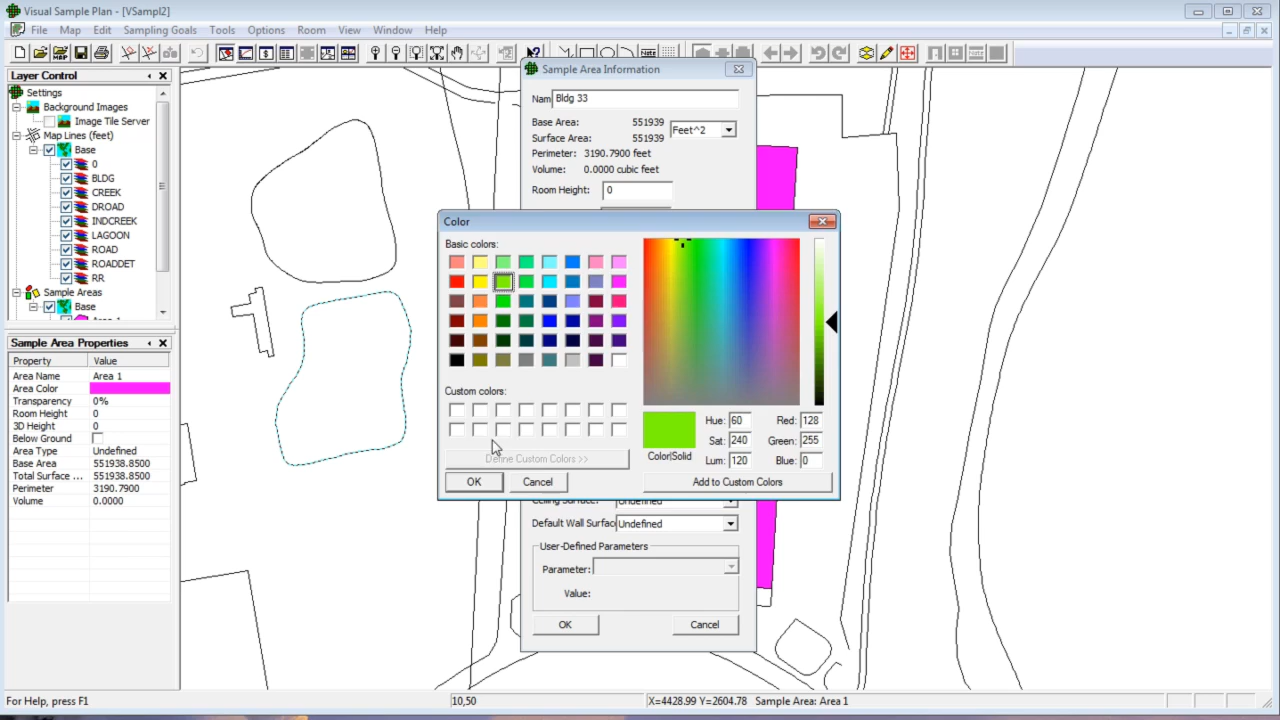 Visual Sample Plan - [VSampl2]
File Map Edit Sampling Goals Tools Options Room View Window Help
Layer Control
Settings
Background Images
Image Tile Server
Map Lines (feet)
Base
0
BLDG
CREEK
DROAD
INDCREEK
LAGOON
ROAD
ROADDET
RR
Sample Areas
Base
Area 1
Sample Area Properties
Property Value
Area Name Area 1
Area Color
Transparency 0%
Room Height 0
3D Height 0
Below Ground
Area Type Undefined
Base Area 551938.8500
Total Surface ... 551938.8500
Perimeter 3190.7900
Volume 0.0000
Sample Area Information
Nam Bldg 33
Base Area: 551939
Surface Area: 551939
Feet^2
Perimeter: 3190.7900 feet
Volume: 0.0000 cubic feet
Room Height: 0
Color
Basic colors:
Custom colors:
Define Custom Colors >>
OK Cancel
Color|Solid
Hue: 60 Red: 128
Sat: 240 Green: 255
Lum: 120 Blue: 0
Add to Custom Colors
Ceiling Surface: Undefined
Default Wall Surfac Undefined
User-Defined Parameters
Parameter:
Value:
OK Cancel
For Help, press F1
10,50
X=4428.99 Y=2604.78 Sample Area: Area 1